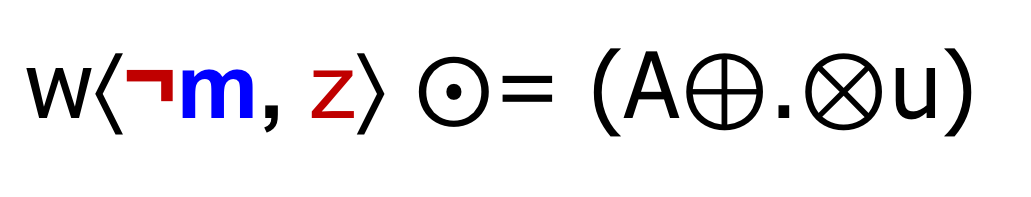 w⟨¬m, z⟩ ⊙= (A⊕.⊗u)